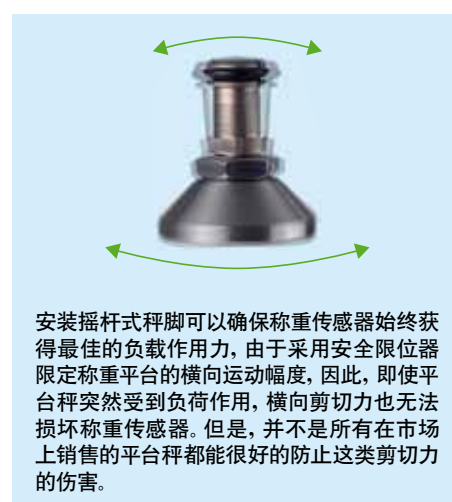 安装摇杆式秤脚可以确保称重传感器始终获
得最佳的负载作用力，由于采用安全限位器
限定称重平台的横向运动幅度，因此，即使平
台秤突然受到负荷作用，横向剪切力也无法
损坏称重传感器。但是，并不是所有在市场
上销售的平台秤都能很好的防止这类剪切力
的伤害。